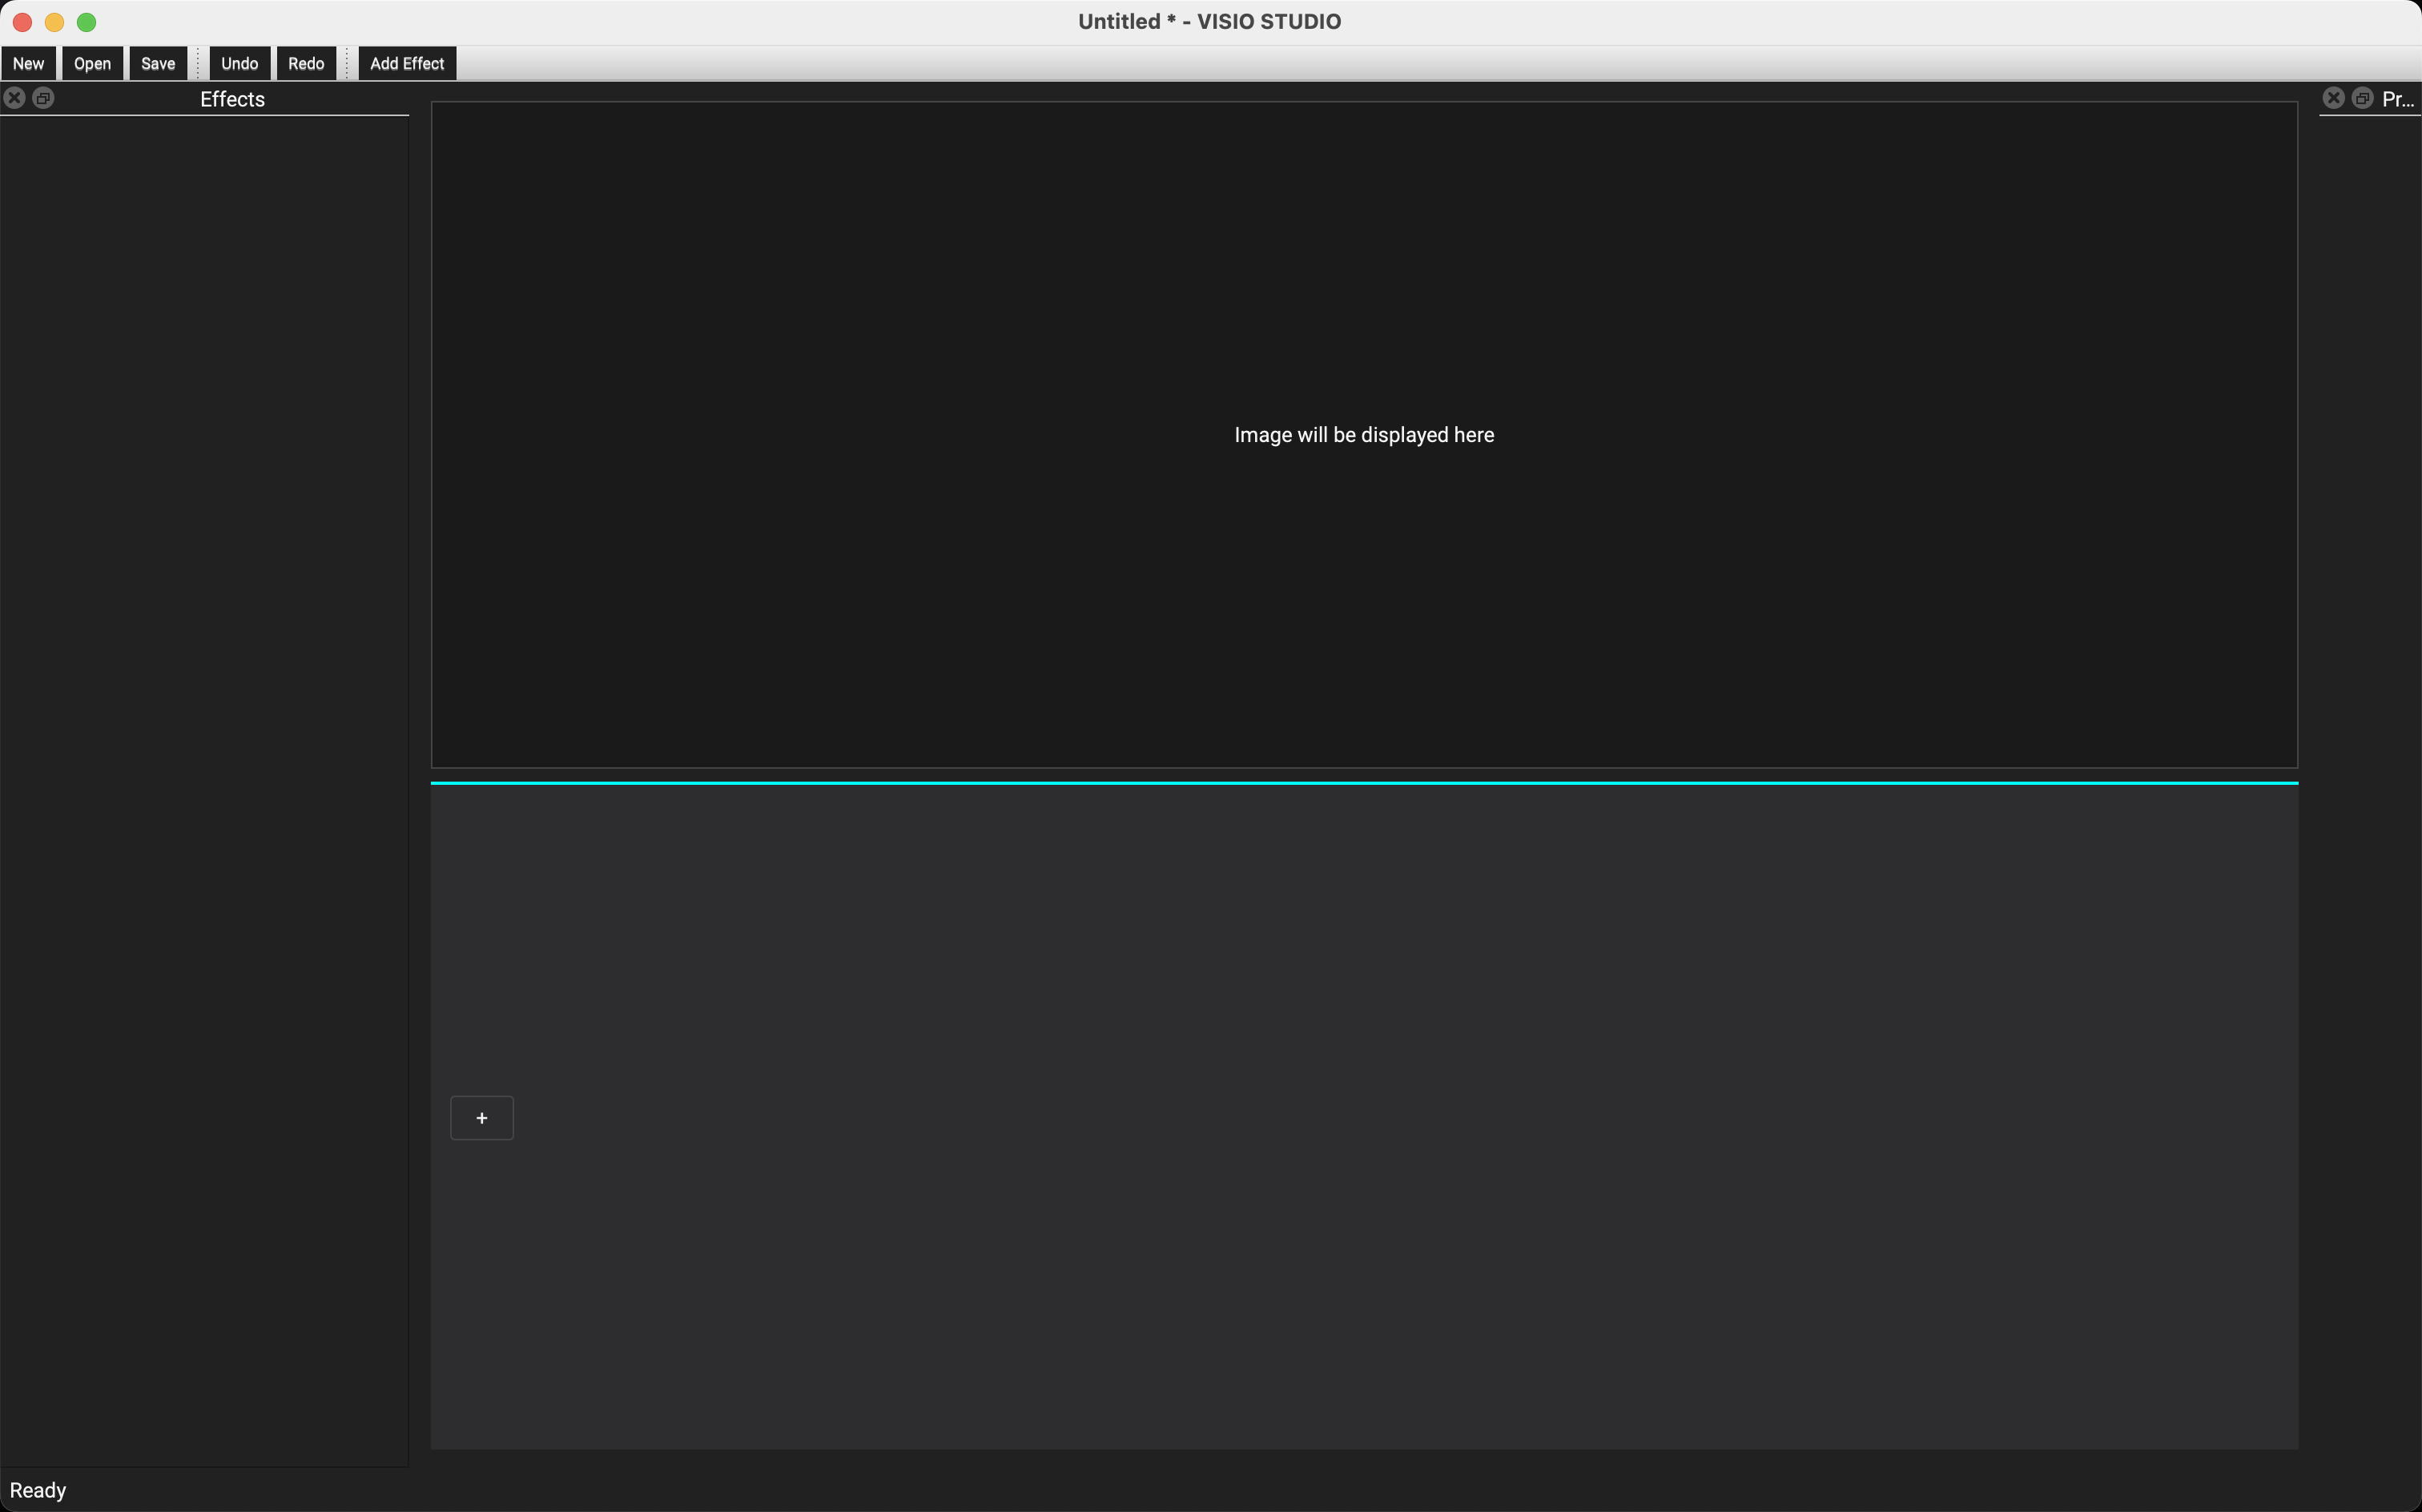 Untitled * - VISIO STUDIO
New Open Save Undo Redo Add Effect
Effects
Pr...
Image will be displayed here
+
Ready